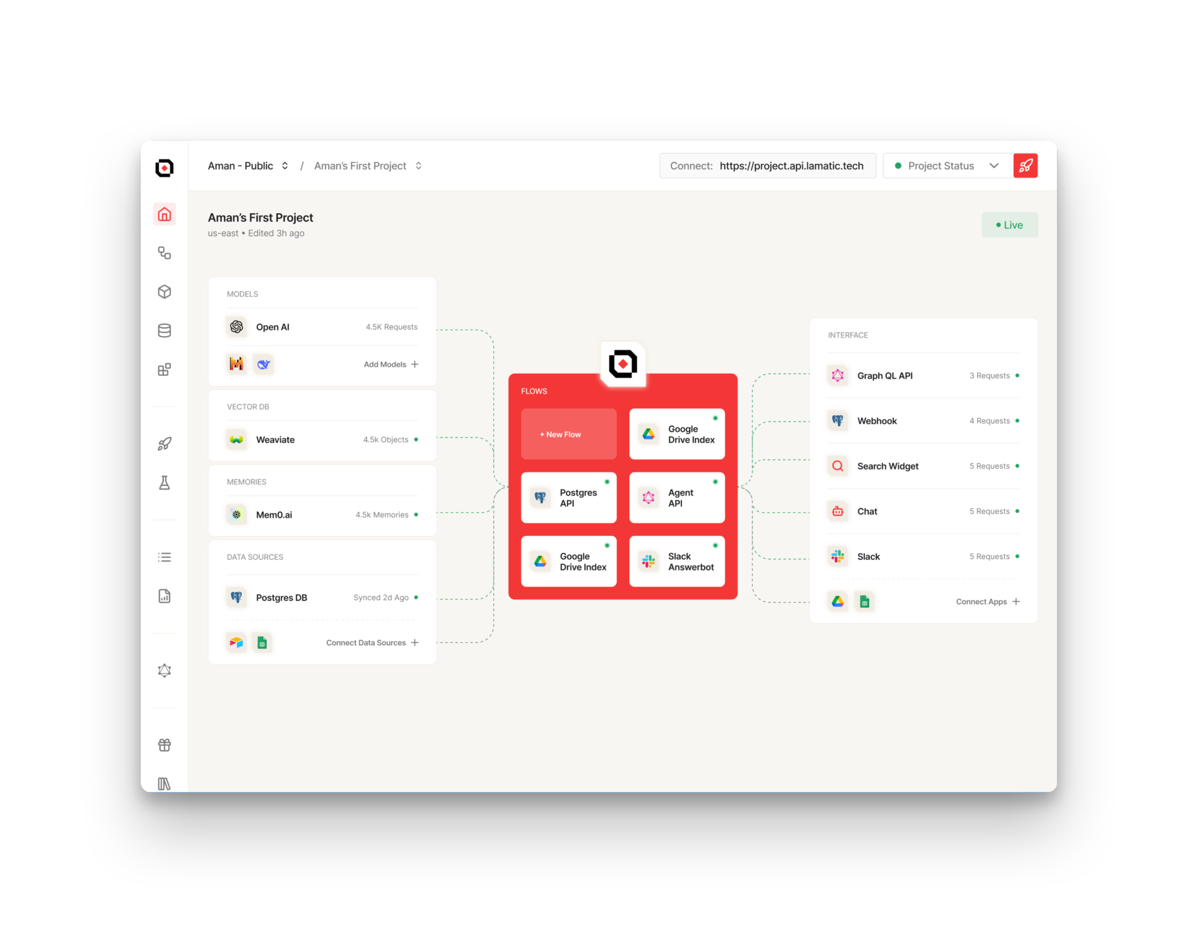 Aman - Public / Aman's First Project
Connect: https://project.api.lamatic.tech
Project Status
Aman's First Project
us-east • Edited 3h ago
Live
MODELS
Open AI 4.5K Requests
Add Models +
VECTOR DB
Weaviate 4.5k Objects
MEMORIES
Mem0.ai 4.5k Memories
DATA SOURCES
Postgres DB Synced 2d Ago
Connect Data Sources +
FLOWS
+ New Flow
Google
Drive Index
Postgres
API
Agent
API
Google
Drive Index
Slack
Answerbot
INTERFACE
Graph QL API 3 Requests
Webhook 4 Requests
Search Widget 5 Requests
Chat 5 Requests
Slack 5 Requests
Connect Apps +